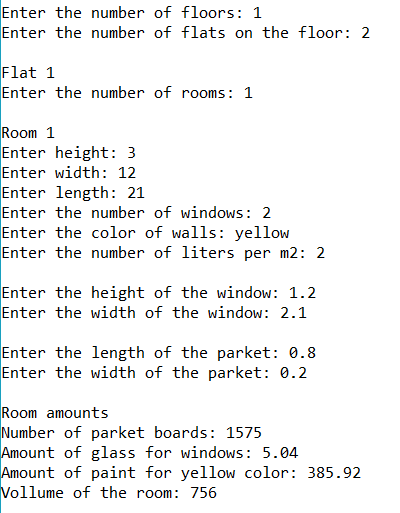 Enter the number of floors: 1
Enter the number of flats on the floor: 2
Flat 1
Enter the number of rooms: 1
Room 1
Enter height: 3
Enter width: 12
Enter length: 21
Enter the number of windows: 2
Enter the color of walls: yellow
Enter the number of liters per m2: 2
Enter the height of the window: 1.2
Enter the width of the window: 2.1
Enter the length of the parket: 0.8
Enter the width of the parket: 0.2
Room amounts
Number of parket boards: 1575
Amount of glass for windows: 5.04
Amount of paint for yellow color: 385.92
Vollume of the room: 756